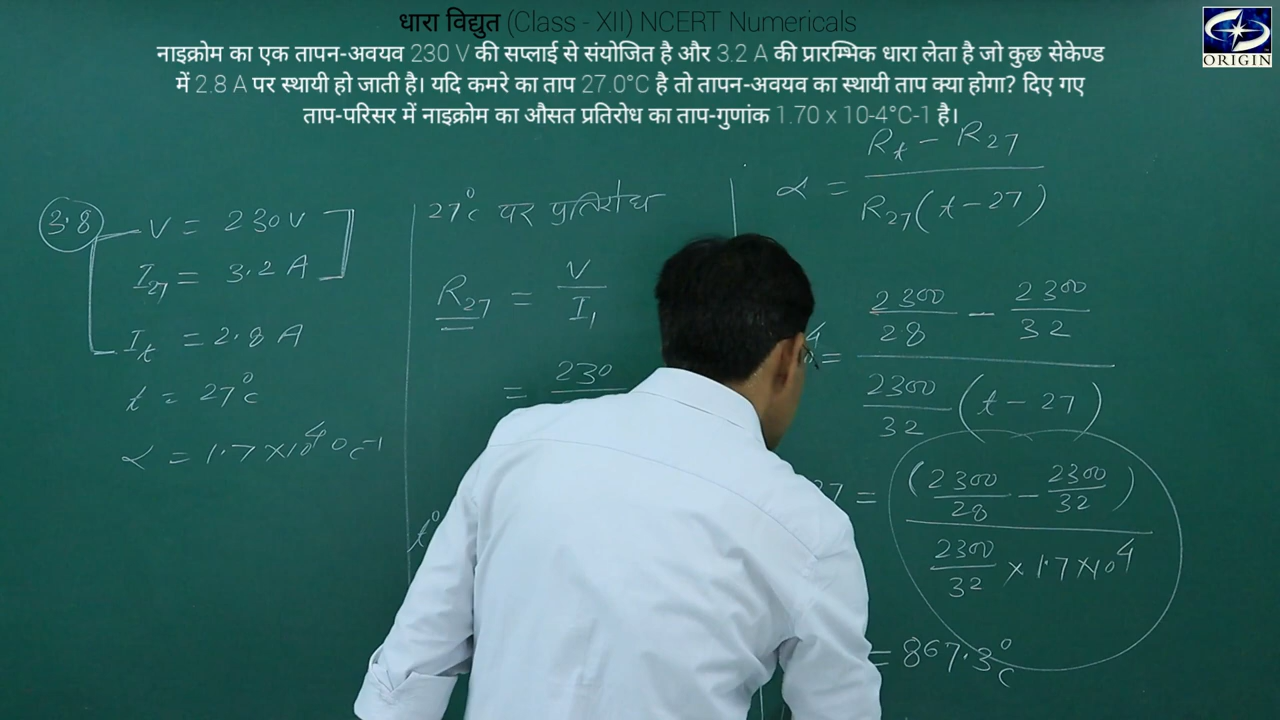 धारा विद्युत (Class - XII) NCERT Numericals
नाइक्रोम का एक तापन-अवयव 230 V की सप्लाई से संयोजित है और 3.2 A की प्रारम्भिक धारा लेता है जो कुछ सेकेण्ड
में 2.8 A पर स्थायी हो जाती है। यदि कमरे का ताप 27.0°C है तो तापन-अवयव का स्थायी ताप क्या होगा? दिए गए
ताप-परिसर में नाइक्रोम का औसत प्रतिरोध का ताप-गुणांक 1.70 x 10-4°C-1 है।
ORIGIN
3.8
V = 230V
I27 = 3.2 A
It = 2.8 A
t = 27°c
α = 1.7×10⁻⁴ °c⁻¹
27°c पर प्रतिरोध
R27 = V / I1
= 230
t°
α = Rt - R27 / R27(t-27)
= 2300/28 - 2300/32
2300/32 (t-27)
27 = (2300/28 - 2300/32)
2300/32 × 1.7×10⁻⁴
= 867.3°c